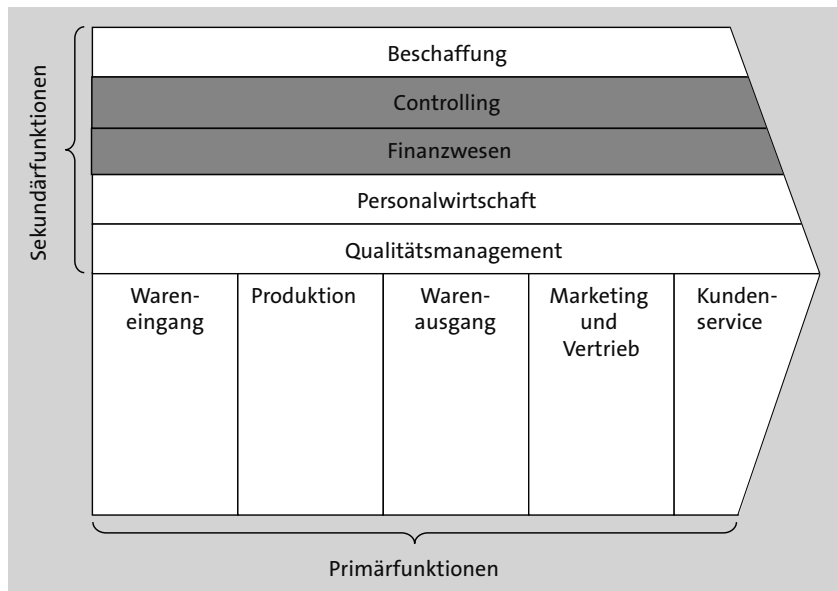 Sekundärfunktionen
Beschaffung
Controlling
Finanzwesen
Personalwirtschaft
Qualitätsmanagement
Waren-
eingang
Produktion
Waren-
ausgang
Marketing
und
Vertrieb
Kunden-
service
Primärfunktionen